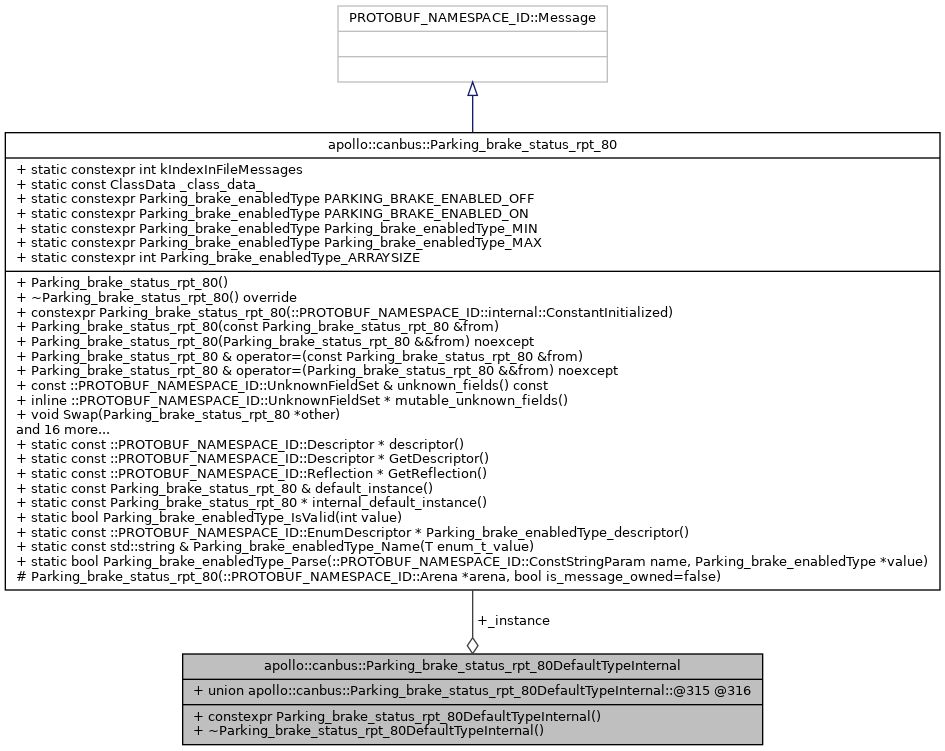 PROTOBUF_NAMESPACE_ID::Message
apollo::canbus::Parking_brake_status_rpt_80
+ static constexpr int kIndexInFileMessages
+ static const ClassData _class_data_
+ static constexpr Parking_brake_enabledType PARKING_BRAKE_ENABLED_OFF
+ static constexpr Parking_brake_enabledType PARKING_BRAKE_ENABLED_ON
+ static constexpr Parking_brake_enabledType Parking_brake_enabledType_MIN
+ static constexpr Parking_brake_enabledType Parking_brake_enabledType_MAX
+ static constexpr int Parking_brake_enabledType_ARRAYSIZE
+ Parking_brake_status_rpt_80()
+ ~Parking_brake_status_rpt_80() override
+ constexpr Parking_brake_status_rpt_80(::PROTOBUF_NAMESPACE_ID::internal::ConstantInitialized)
+ Parking_brake_status_rpt_80(const Parking_brake_status_rpt_80 &from)
+ Parking_brake_status_rpt_80(Parking_brake_status_rpt_80 &&from) noexcept
+ Parking_brake_status_rpt_80 & operator=(const Parking_brake_status_rpt_80 &from)
+ Parking_brake_status_rpt_80 & operator=(Parking_brake_status_rpt_80 &&from) noexcept
+ const ::PROTOBUF_NAMESPACE_ID::UnknownFieldSet & unknown_fields() const
+ inline ::PROTOBUF_NAMESPACE_ID::UnknownFieldSet * mutable_unknown_fields()
+ void Swap(Parking_brake_status_rpt_80 *other)
and 16 more...
+ static const ::PROTOBUF_NAMESPACE_ID::Descriptor * descriptor()
+ static const ::PROTOBUF_NAMESPACE_ID::Descriptor * GetDescriptor()
+ static const ::PROTOBUF_NAMESPACE_ID::Reflection * GetReflection()
+ static const Parking_brake_status_rpt_80 & default_instance()
+ static const Parking_brake_status_rpt_80 * internal_default_instance()
+ static bool Parking_brake_enabledType_IsValid(int value)
+ static const ::PROTOBUF_NAMESPACE_ID::EnumDescriptor * Parking_brake_enabledType_descriptor()
+ static const std::string & Parking_brake_enabledType_Name(T enum_t_value)
+ static bool Parking_brake_enabledType_Parse(::PROTOBUF_NAMESPACE_ID::ConstStringParam name, Parking_brake_enabledType *value)
# Parking_brake_status_rpt_80(::PROTOBUF_NAMESPACE_ID::Arena *arena, bool is_message_owned=false)
+_instance
apollo::canbus::Parking_brake_status_rpt_80DefaultTypeInternal
+ union apollo::canbus::Parking_brake_status_rpt_80DefaultTypeInternal::@315 @316
+ constexpr Parking_brake_status_rpt_80DefaultTypeInternal()
+ ~Parking_brake_status_rpt_80DefaultTypeInternal()